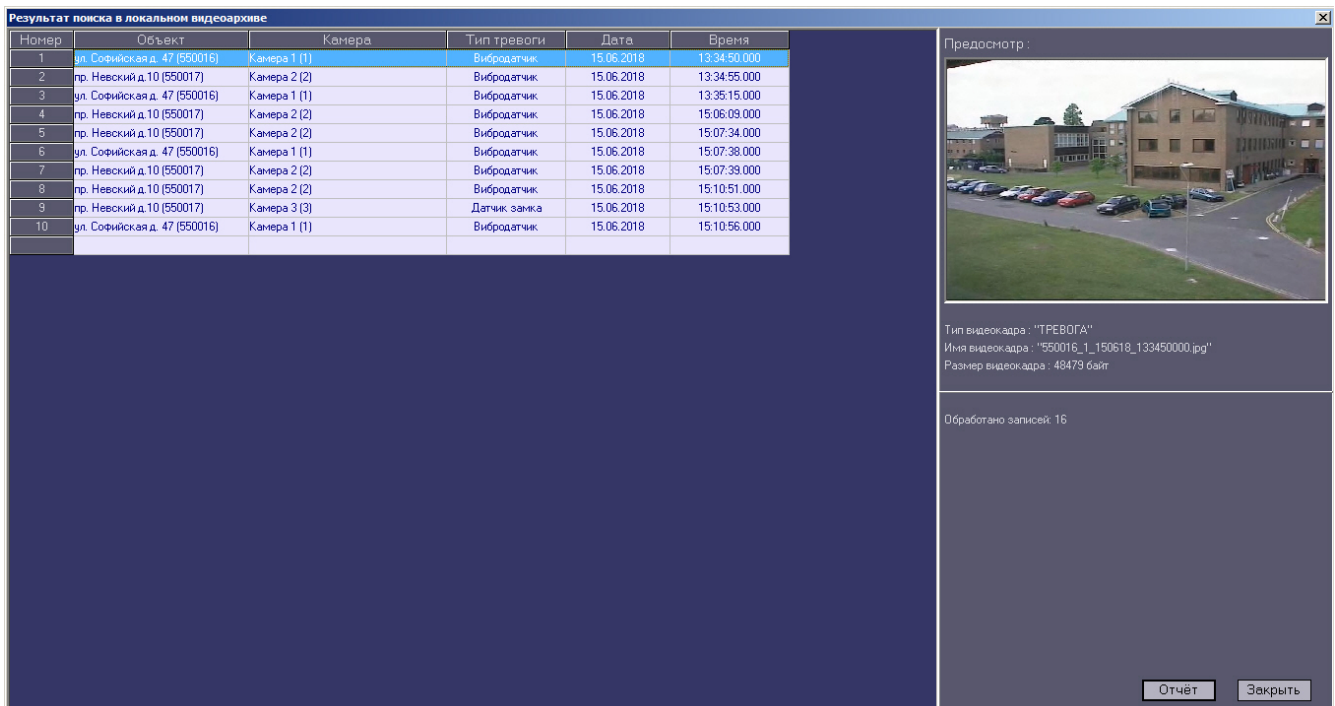 Результат поиска в локальном видеоархиве
Номер Объект Камера Тип тревоги Дата Время
1 ул. Софийская д. 47 (550016) Камера 1 (1) Вибродатчик 15.06.2018 13:34:50.000
2 пр. Невский д.10 (550017) Камера 2 (2) Вибродатчик 15.06.2018 13:34:55.000
3 ул. Софийская д. 47 (550016) Камера 1 (1) Вибродатчик 15.06.2018 13:35:15.000
4 пр. Невский д.10 (550017) Камера 2 (2) Вибродатчик 15.06.2018 15:06:09.000
5 пр. Невский д.10 (550017) Камера 2 (2) Вибродатчик 15.06.2018 15:07:34.000
6 ул. Софийская д. 47 (550016) Камера 1 (1) Вибродатчик 15.06.2018 15:07:38.000
7 пр. Невский д.10 (550017) Камера 2 (2) Вибродатчик 15.06.2018 15:07:39.000
8 пр. Невский д.10 (550017) Камера 2 (2) Вибродатчик 15.06.2018 15:10:51.000
9 пр. Невский д.10 (550017) Камера 3 (3) Датчик замка 15.06.2018 15:10:53.000
10 ул. Софийская д. 47 (550016) Камера 1 (1) Вибродатчик 15.06.2018 15:10:56.000
Предосмотр :
Тип видеокадра : "ТРЕВОГА"
Имя видеокадра : "550016_1_150618_133450000.jpg"
Размер видеокадра : 48479 байт
Обработано записей: 16
Отчёт Закрыть